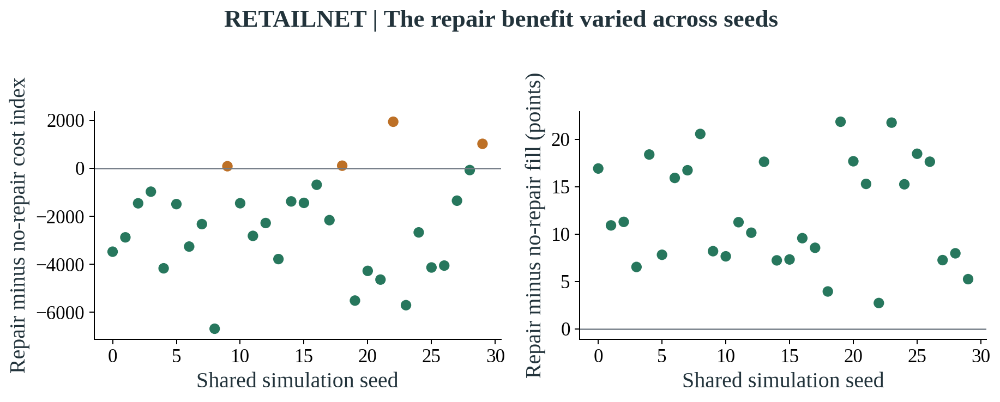 RETAILNET | The repair benefit varied across seeds
Repair minus no-repair cost index
2000
0
−2000
−4000
−6000
0 5 10 15 20 25 30
Shared simulation seed
Repair minus no-repair fill (points)
20
15
10
5
0
0 5 10 15 20 25 30
Shared simulation seed